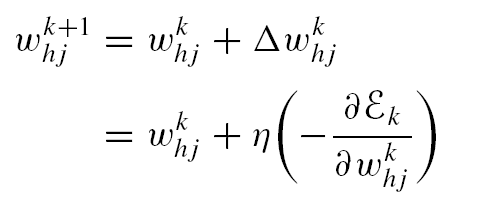 $w_{hj}^{k+1} = w_{hj}^{k} + \Delta w_{hj}^{k}$
$= w_{hj}^{k} + \eta \left( -\frac{\partial \mathcal{E}_k}{\partial w_{hj}^{k}} \right)$